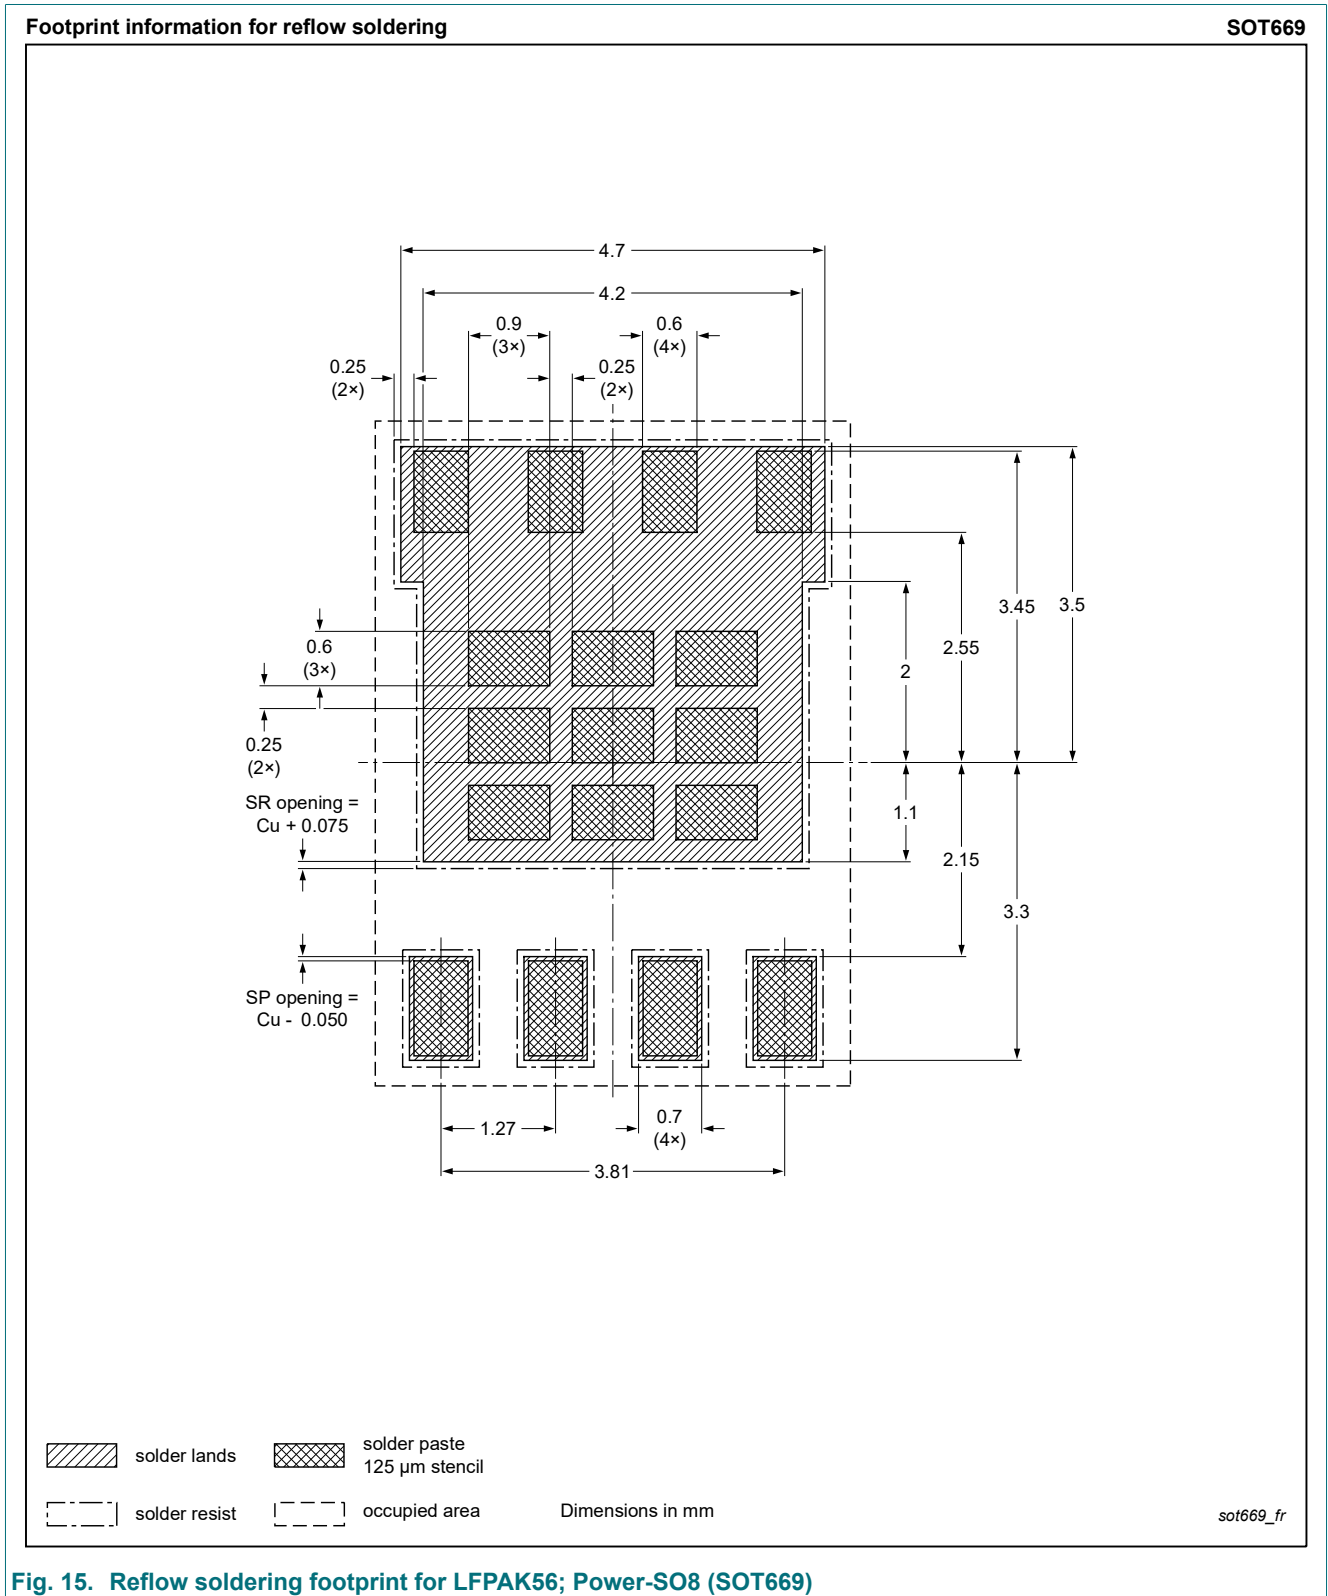 Footprint information for reflow soldering
SOT669
4.7
4.2
0.9
(3×)
0.6
(4×)
0.25
(2×)
0.25
(2×)
3.45
3.5
2.55
2
0.6
(3×)
0.25
(2×)
SR opening =
Cu + 0.075
1.1
2.15
3.3
SP opening =
Cu - 0.050
1.27
0.7
(4×)
3.81
solder lands
solder paste
125 µm stencil
solder resist
occupied area
Dimensions in mm
sot669_fr
Fig. 15. Reflow soldering footprint for LFPAK56; Power-SO8 (SOT669)